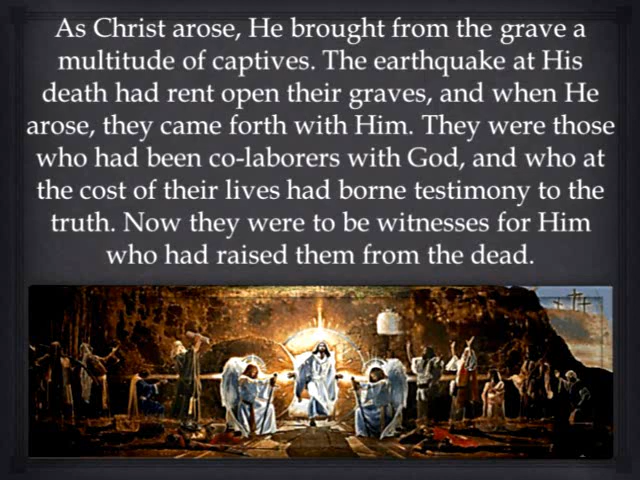 As Christ arose, He brought from the grave a
multitude of captives. The earthquake at His
death had rent open their graves, and when He
arose, they came forth with Him. They were those
who had been co-laborers with God, and who at
the cost of their lives had borne testimony to the
truth. Now they were to be witnesses for Him
who had raised them from the dead.